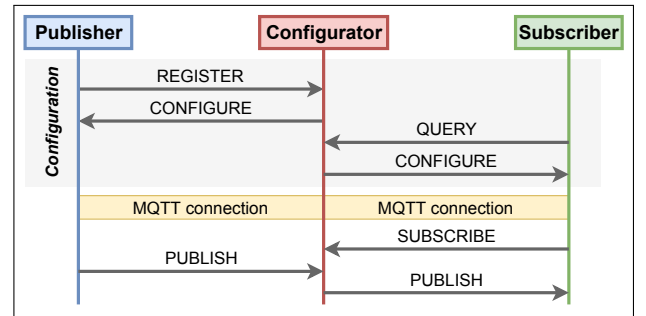 Publisher
Configurator
Subscriber
Configuration
REGISTER
CONFIGURE
QUERY
CONFIGURE
MQTT connection
MQTT connection
SUBSCRIBE
PUBLISH
PUBLISH